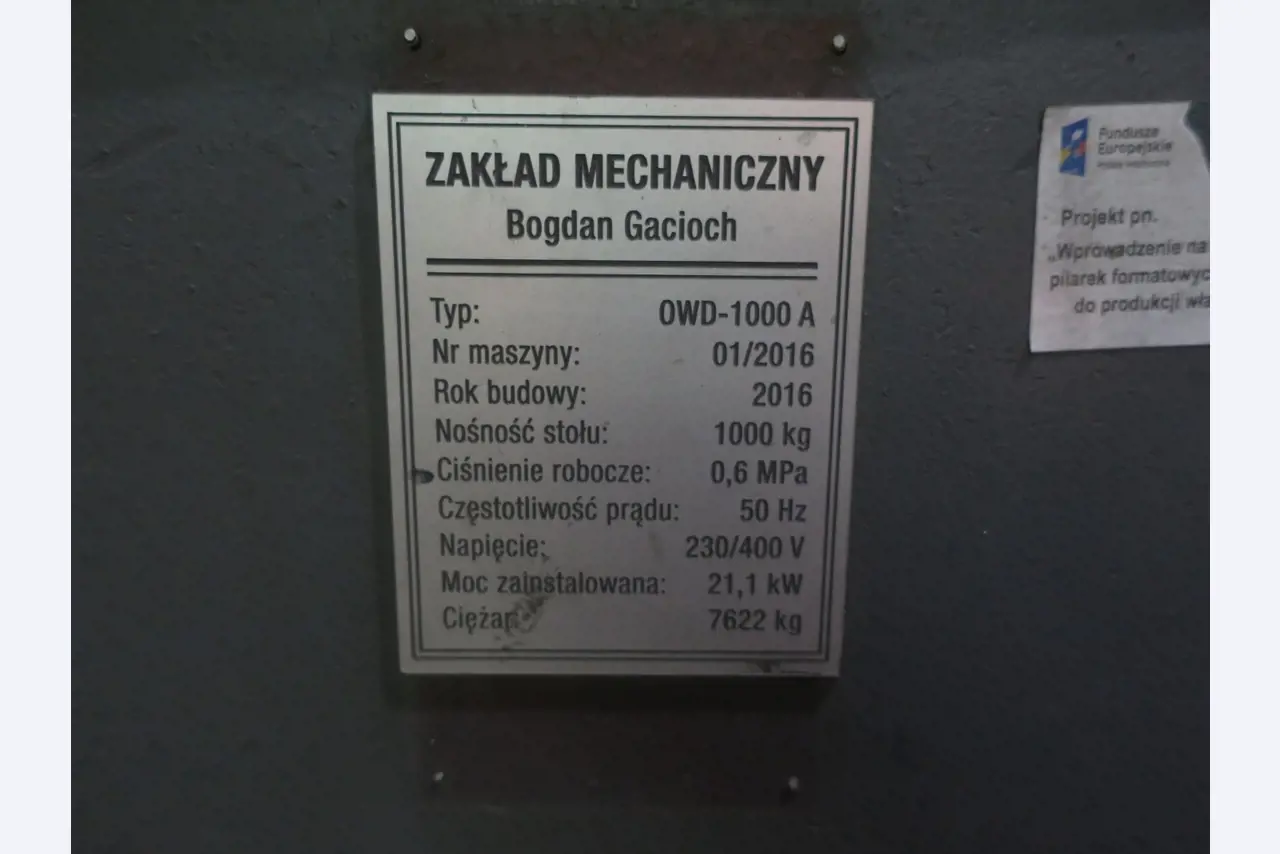 ZAKŁAD MECHANICZNY
Bogdan Gacioch
Typ: OWD-1000 A
Nr maszyny: 01/2016
Rok budowy: 2016
Nośność stołu: 1000 kg
Ciśnienie robocze: 0,6 MPa
Częstotliwość prądu: 50 Hz
Napięcie: 230/400 V
Moc zainstalowana: 21,1 kW
Ciężar 7622 kg
Fundusze
Europejskie
Projekt pn.
„Wprowadzenie na
pilarek formatowyc
do produkcji wła